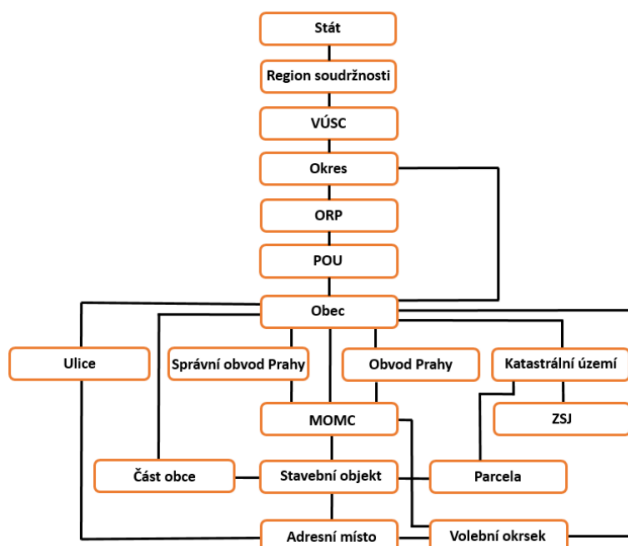 Stát
Region soudržnosti
VÚSC
Okres
ORP
POU
Obec
Ulice
Správní obvod Prahy
Obvod Prahy
Katastrální území
MOMC
ZSJ
Část obce
Stavební objekt
Parcela
Adresní místo
Volební okrsek